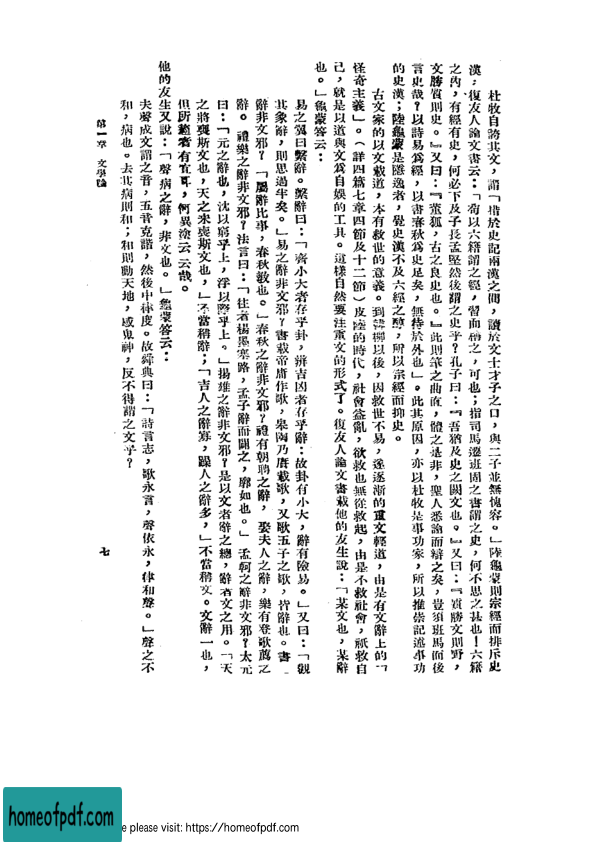 杜牧自誇其文，謂「措於史記兩漢之間，讀於文士才子之口，與二子並無愧容。」陸龜蒙則宗經而排斥史
漢；復友人論文書云：「苟以六籍謂之經，習而稱之，可也；指司馬遷班固之書謂之史，何不思之甚也！六籍
之內，有經有史，何必下及子長孟堅然後謂之史乎？孔子曰：『吾猶及史之闕文也。』又曰：『質勝文則野，
文勝質則史。』又曰：『董狐，古之良史也。』此則筆之曲直，體之是非，聖人悉論而辯之矣，豈須班馬而後
言史哉？以詩易爲經，以書春秋爲史足矣，無待於外也」。此其原因，亦以杜牧是事功家，所以推崇記述事功
的史漢；陸龜蒙是隱逸者，覺史漢不及六經之醇，所以宗經而抑史。
古文家的以文載道，本有救世的意義。到韓柳以後，因救世不易，遂逐漸的重文輕道，由是有文辭上的「
怪奇主義」。（詳四篇七章四節及十二節）皮陸的時代，社會益亂，欲救也無從救起，由是不救社會，祇救自
己，就是以道與文爲自娛的工具。這樣自然要注重文的形式了。復友人論文書載他的友生說：「某文也，某辭
也。」龜蒙答云：
易之翼曰繫辭。繫辭曰：「齊小大者存乎卦，辨吉凶者存乎辭：故卦有小大，辭有險易。」又曰：「觀
其彖辭，則思過半矣。」易之辭非文邪？書載帝庸作歌，皋陶乃賡載歌，又歌五子之歌，皆辭也。書
辭非文邪？「屬辭比事，春秋敎也。」春秋之辭非文邪？禮有朝聘之辭，娶夫人之辭，樂有登歌薦之
辭。禮樂之辭非文邪？法言曰：「往者楊墨塞路，孟子辭而闢之，廓如也。」孟軻之辭非文邪？太元
曰：「元之辭也，沈以窮乎上，浮以際乎上。」揚雄之辭非文邪？是以文者辭之總，辭者文之用。「天
之將喪斯文也，天之未喪斯文也，」不當稱辭；「吉人之辭寡，躁人之辭多，」不當稱文。文辭一也，
但所適者有宜耳，何異塗云云哉。
他的友生又說：「聲病之辭，非文也。」龜蒙答云：
夫聲成文謂之音，五音克諧，然後中律度。故舜典曰：「詩言志，歌永言，聲依永，律和聲。」聲之不
和，病也。去其病則和；和則動天地，感鬼神，反不得謂之文乎？
第一章 文學論
七
homeofpdf.com
e please visit: https://homeofpdf.com